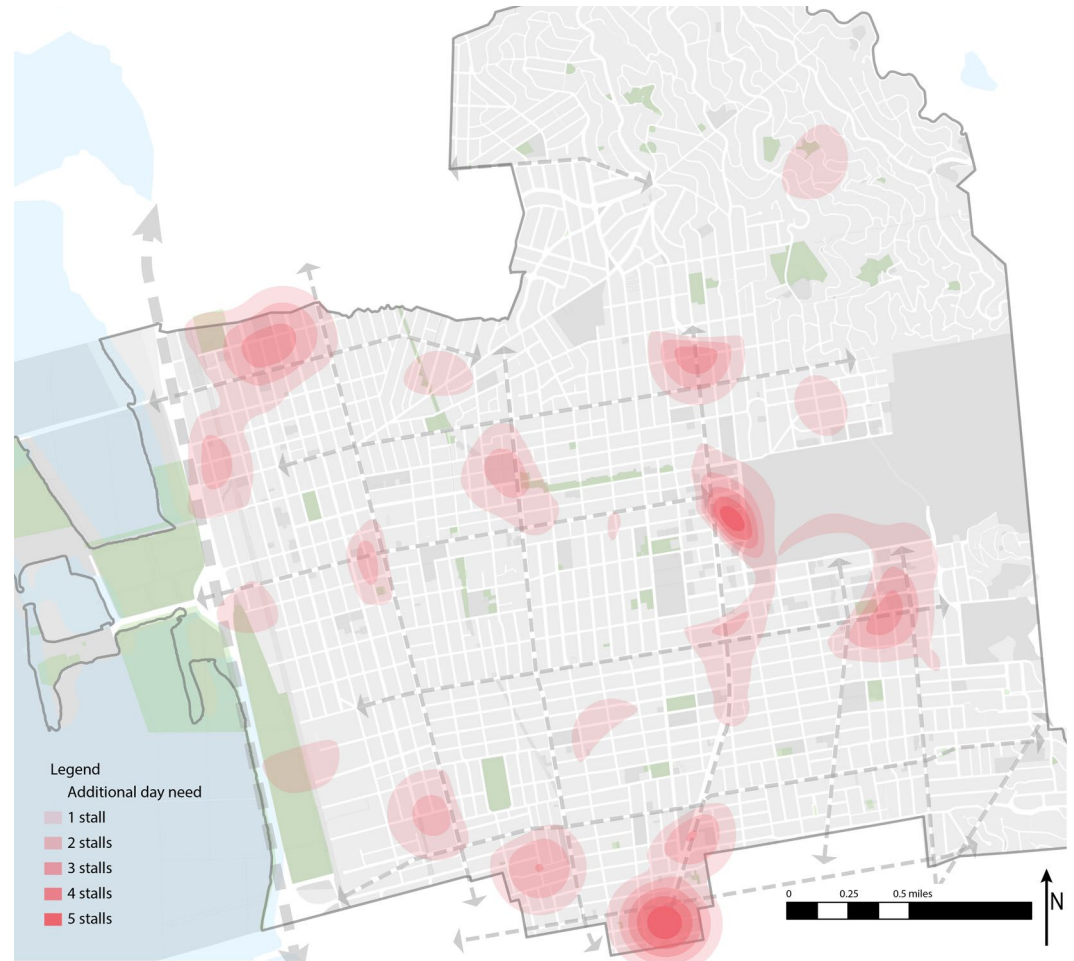 Legend
Additional day need
1 stall
2 stalls
3 stalls
4 stalls
5 stalls
0 0.25 0.5 miles
N